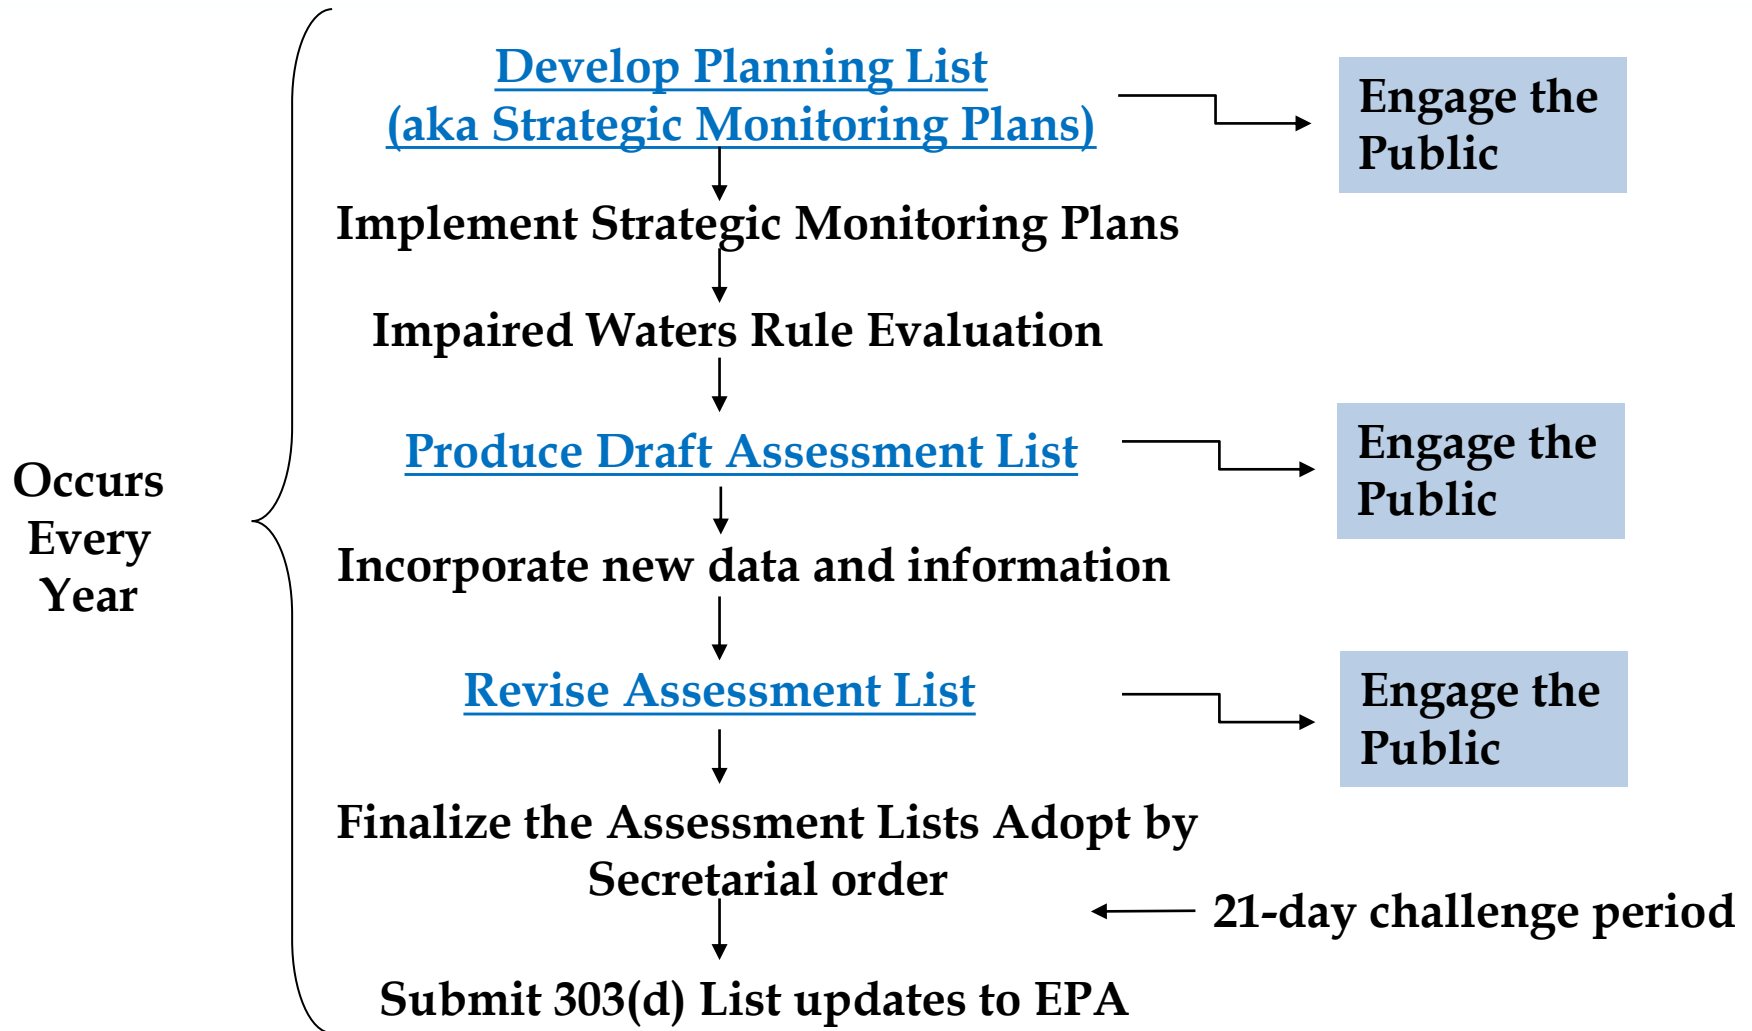 Develop Planning List
(aka Strategic Monitoring Plans)
Engage the
Public
Implement Strategic Monitoring Plans
Impaired Waters Rule Evaluation
Produce Draft Assessment List
Engage the
Public
Occurs
Every
Year
Incorporate new data and information
Revise Assessment List
Engage the
Public
Finalize the Assessment Lists Adopt by
Secretarial order
21-day challenge period
Submit 303(d) List updates to EPA